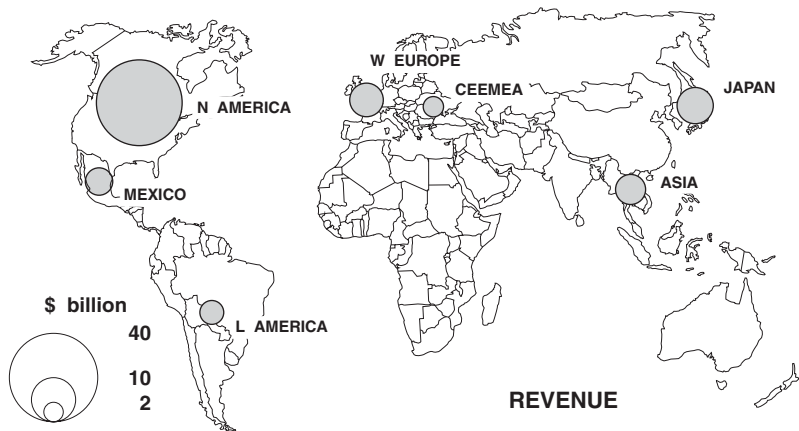 W EUROPE
CEEMEA
JAPAN
N AMERICA
ASIA
MEXICO
$ billion
40
L AMERICA
10
2
REVENUE